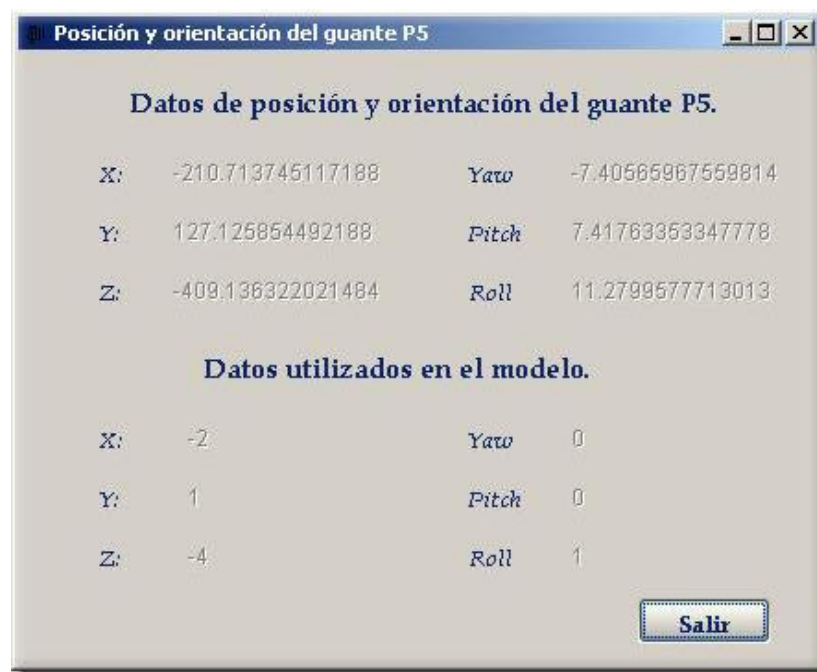 Posición y orientación del guante P5
Datos de posición y orientación del guante P5.
X: -210.713745117188 Yaw -7.40565967559814
Y: 127.125854492188 Pitch 7.41763353347778
Z: -409.136322021484 Roll 11.2799577713013
Datos utilizados en el modelo.
X: -2 Yaw 0
Y: 1 Pitch 0
Z: -4 Roll 1
Salir